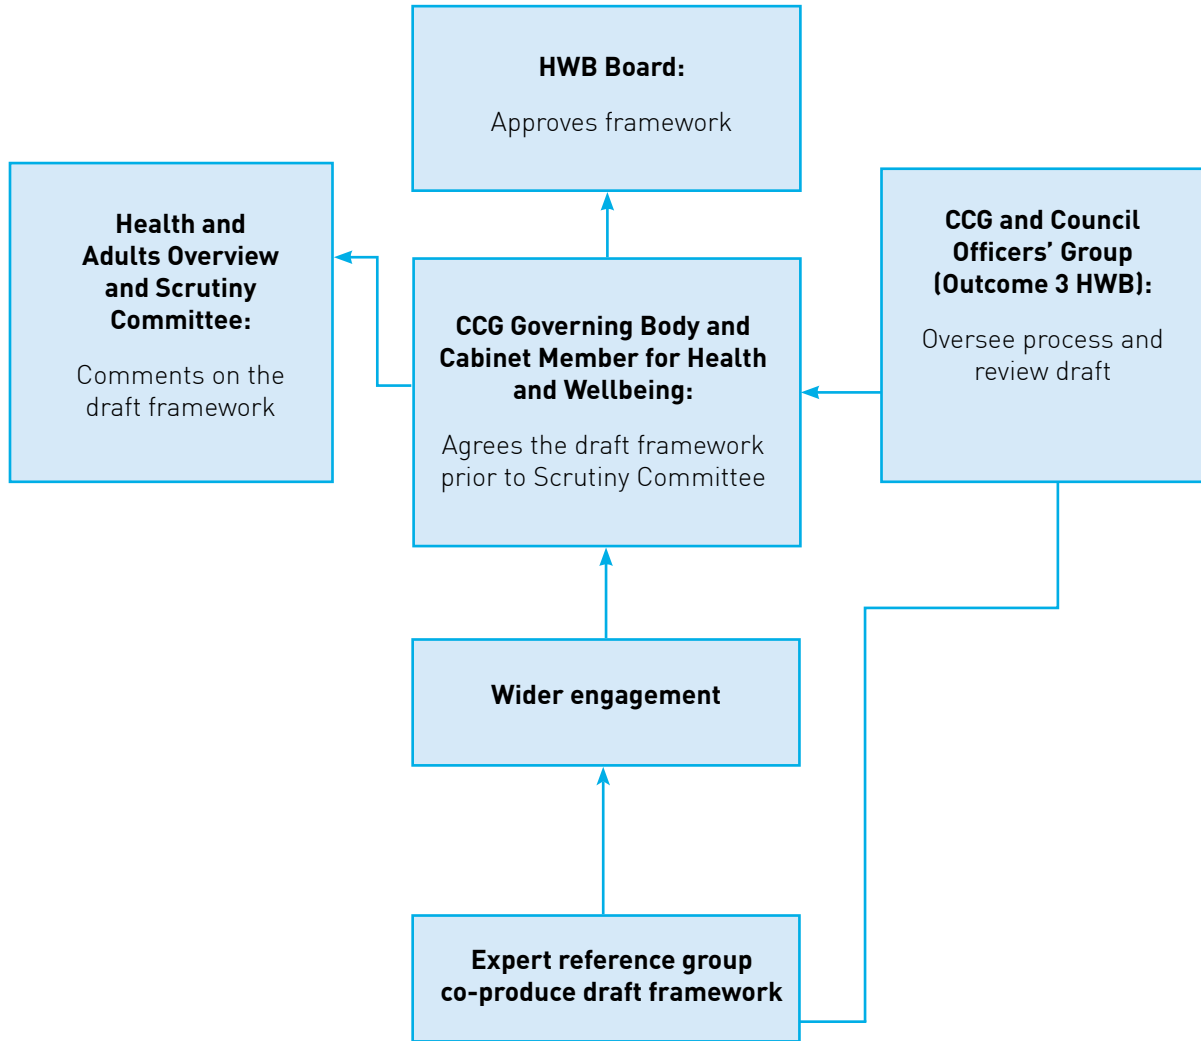 HWB Board:
Approves framework
Health and
Adults Overview
and Scrutiny
Committee:
Comments on the
draft framework
CCG Governing Body and
Cabinet Member for Health
and Wellbeing:
Agrees the draft framework
prior to Scrutiny Committee
CCG and Council
Officers’ Group
(Outcome 3 HWB):
Oversee process and
review draft
Wider engagement
Expert reference group
co-produce draft framework